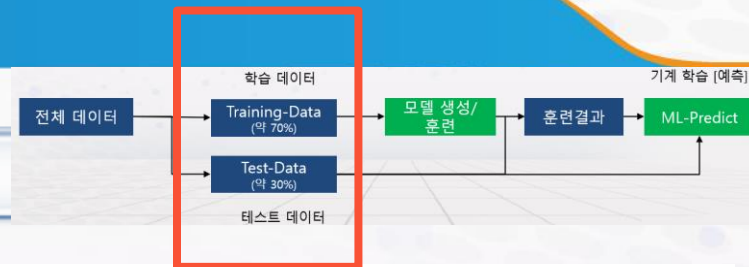 학습 데이터
기계 학습 [예측]
전체 데이터
Training-Data
(약 70%)
모델 생성/
훈련
훈련결과
ML-Predict
Test-Data
(약 30%)
테스트 데이터